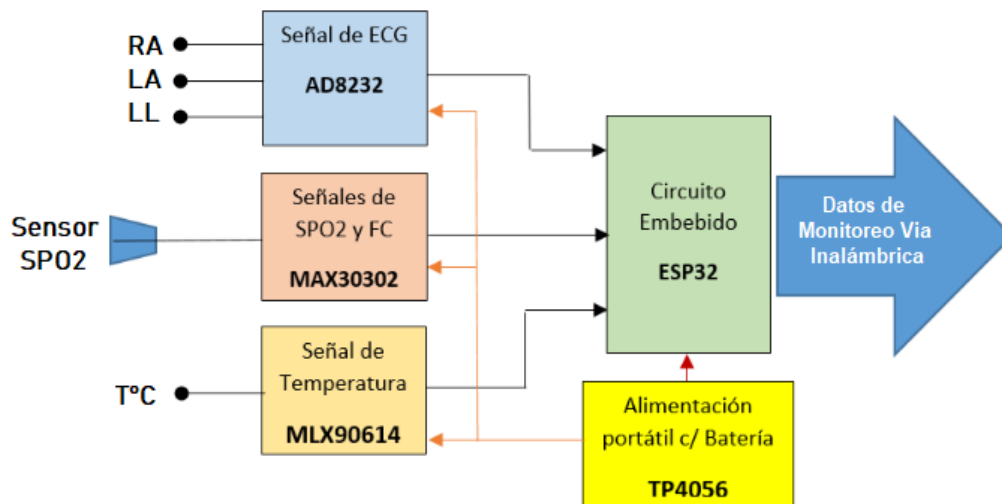 RA
LA
LL
Señal de ECG
AD8232
Sensor
SPO2
Señales de
SPO2 y FC
MAX30302
T°C
Señal de
Temperatura
MLX90614
Circuito
Embebido
ESP32
Alimentación
portátil c/ Batería
TP4056
Datos de
Monitoreo Via
Inalámbrica